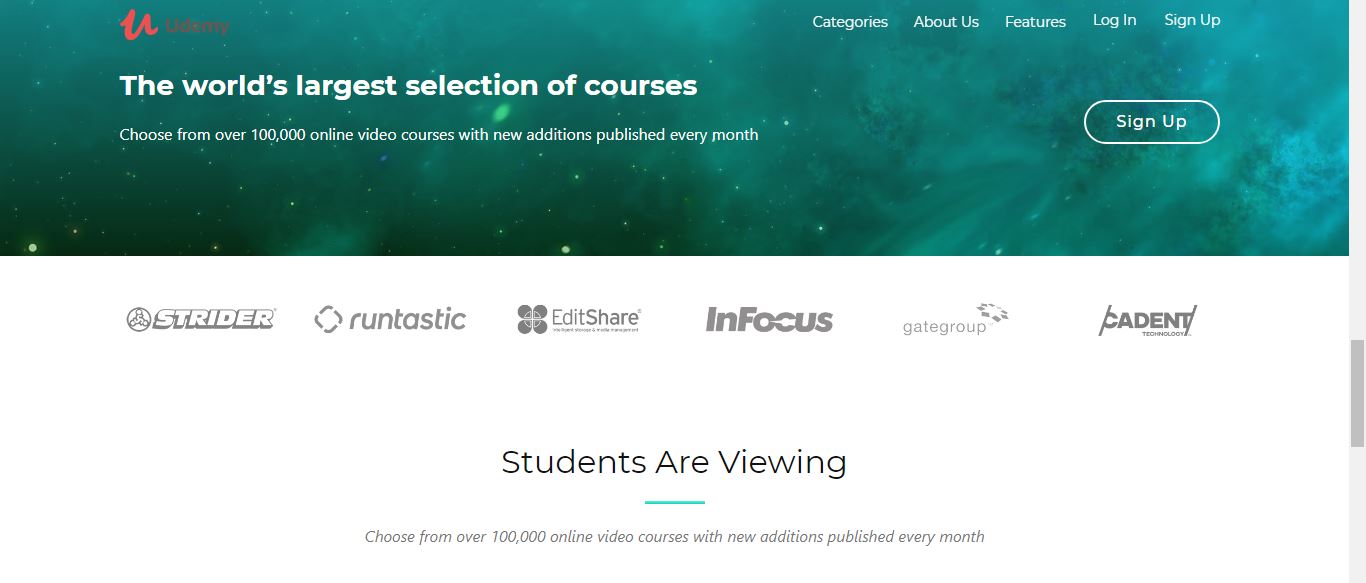 Udemy
Categories About Us Features Log In Sign Up
The world’s largest selection of courses
Choose from over 100,000 online video courses with new additions published every month
Sign Up
STRIDER runtastic EditShare InFocus gategroup CADENT
intelligent storage & media management TECHNOLOGY
Students Are Viewing
Choose from over 100,000 online video courses with new additions published every month